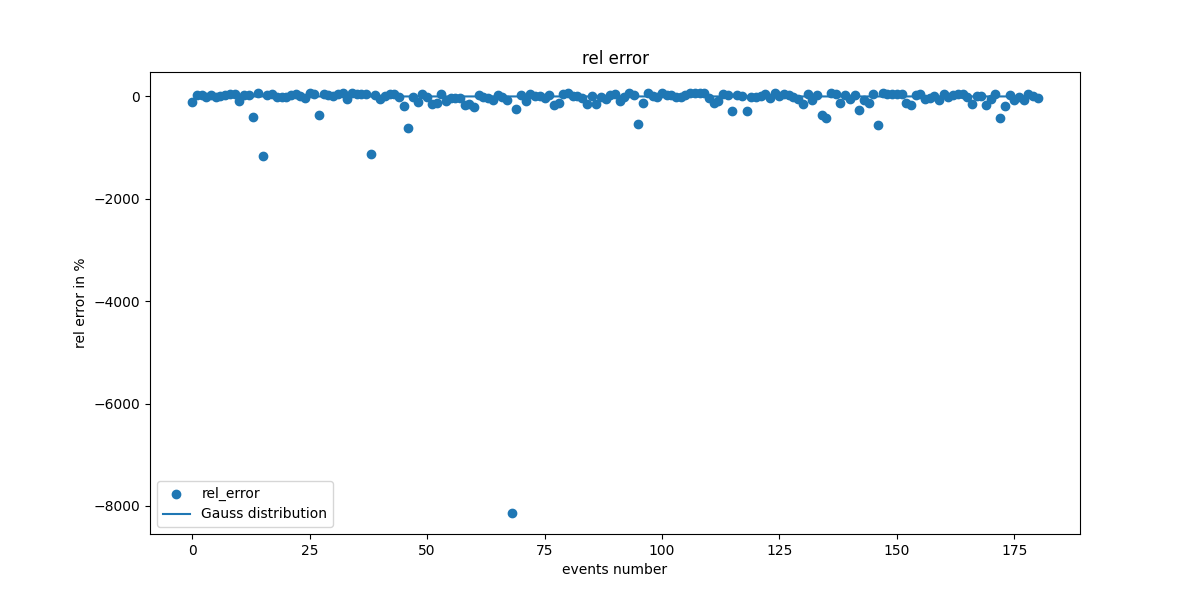 rel error
0
−2000
−4000
−6000
−8000
rel error in %
rel_error
Gauss distribution
0
25
50
75
100
125
150
175
events number